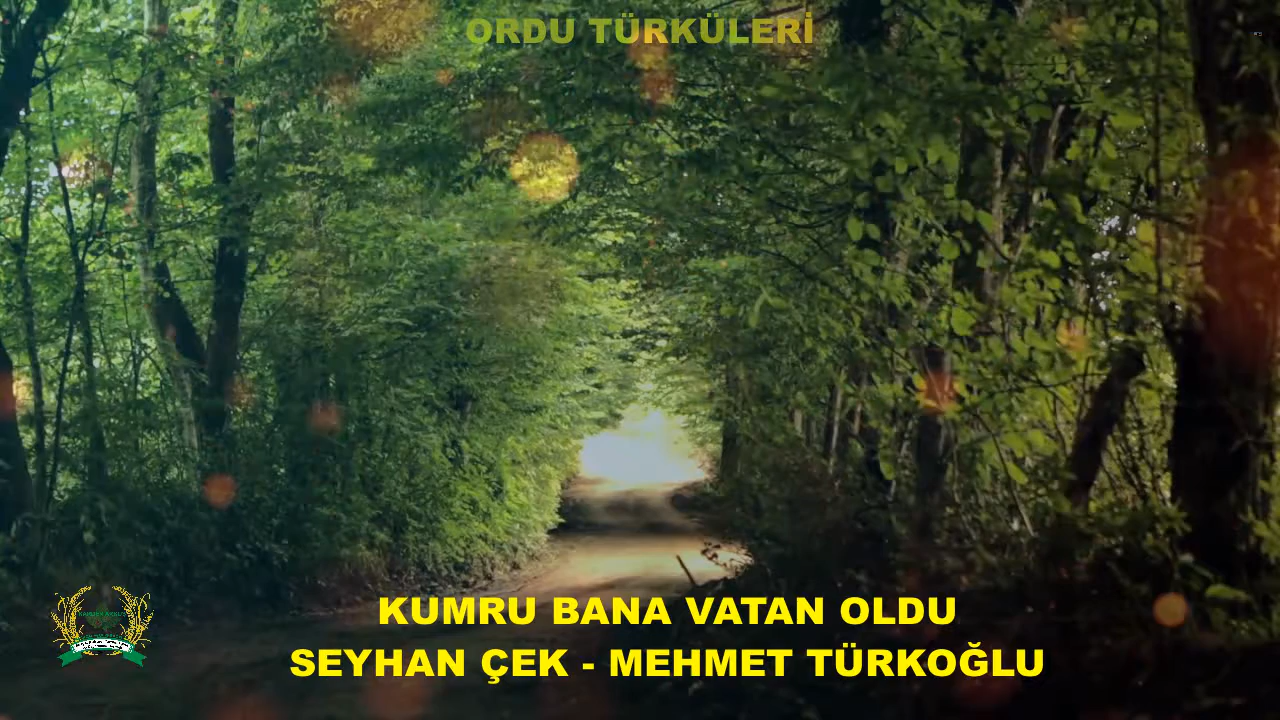 ORDU TÜRKÜLERİ
KUMRU BANA VATAN OLDU
SEYHAN ÇEK - MEHMET TÜRKOĞLU